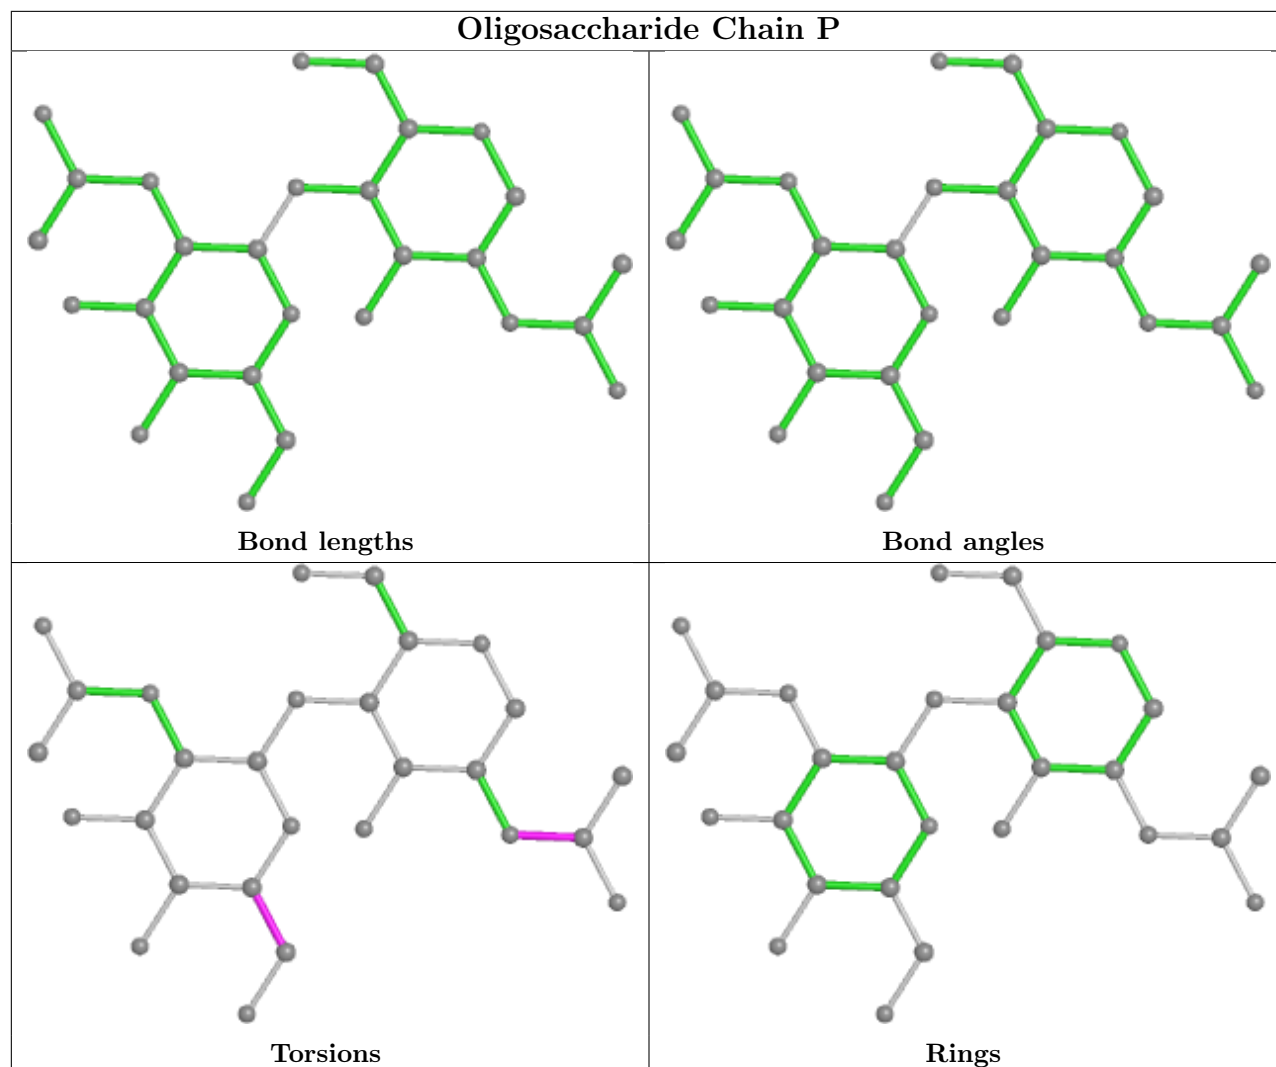 Oligosaccharide Chain P
Bond lengths
Bond angles
Torsions
Rings